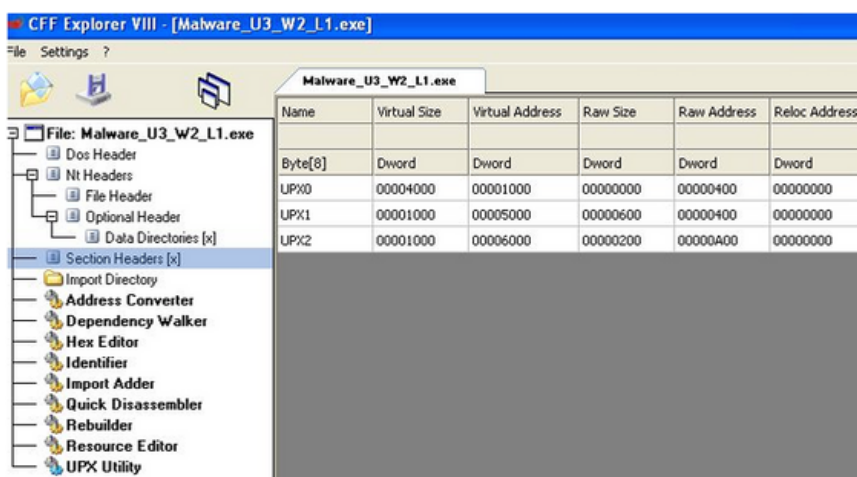 CFF Explorer VIII - [Malware_U3_W2_L1.exe]
File Settings ?
Malware_U3_W2_L1.exe
File: Malware_U3_W2_L1.exe
Dos Header
Nt Headers
File Header
Optional Header
Data Directories [x]
Section Headers [x]
Import Directory
Address Converter
Dependency Walker
Hex Editor
Identifier
Import Adder
Quick Disassembler
Rebuilder
Resource Editor
UPX Utility
Name Virtual Size Virtual Address Raw Size Raw Address Reloc Address
Byte[8] Dword Dword Dword Dword Dword
UPX0 00004000 00001000 00000000 00000400 00000000
UPX1 00001000 00005000 00000600 00000400 00000000
UPX2 00001000 00006000 00000200 00000A00 00000000